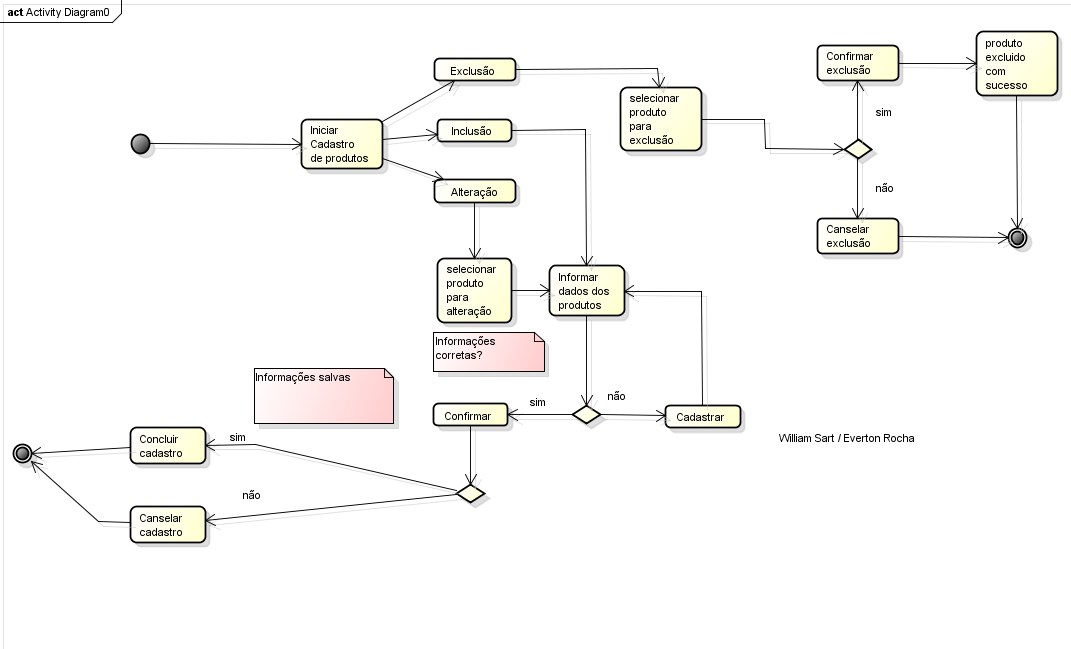 act Activity Diagram0
Exclusão
Iniciar
Cadastro
de produtos
Inclusão
Alteração
selecionar
produto
para
exclusão
Confirmar
exclusão
produto
excluido
com
sucesso
sim
não
Canselar
exclusão
selecionar
produto
para
alteração
Informar
dados dos
produtos
Informações
corretas?
Informações salvas
Confirmar
sim
não
Cadastrar
William Sart / Everton Rocha
Concluir
cadastro
sim
não
Canselar
cadastro